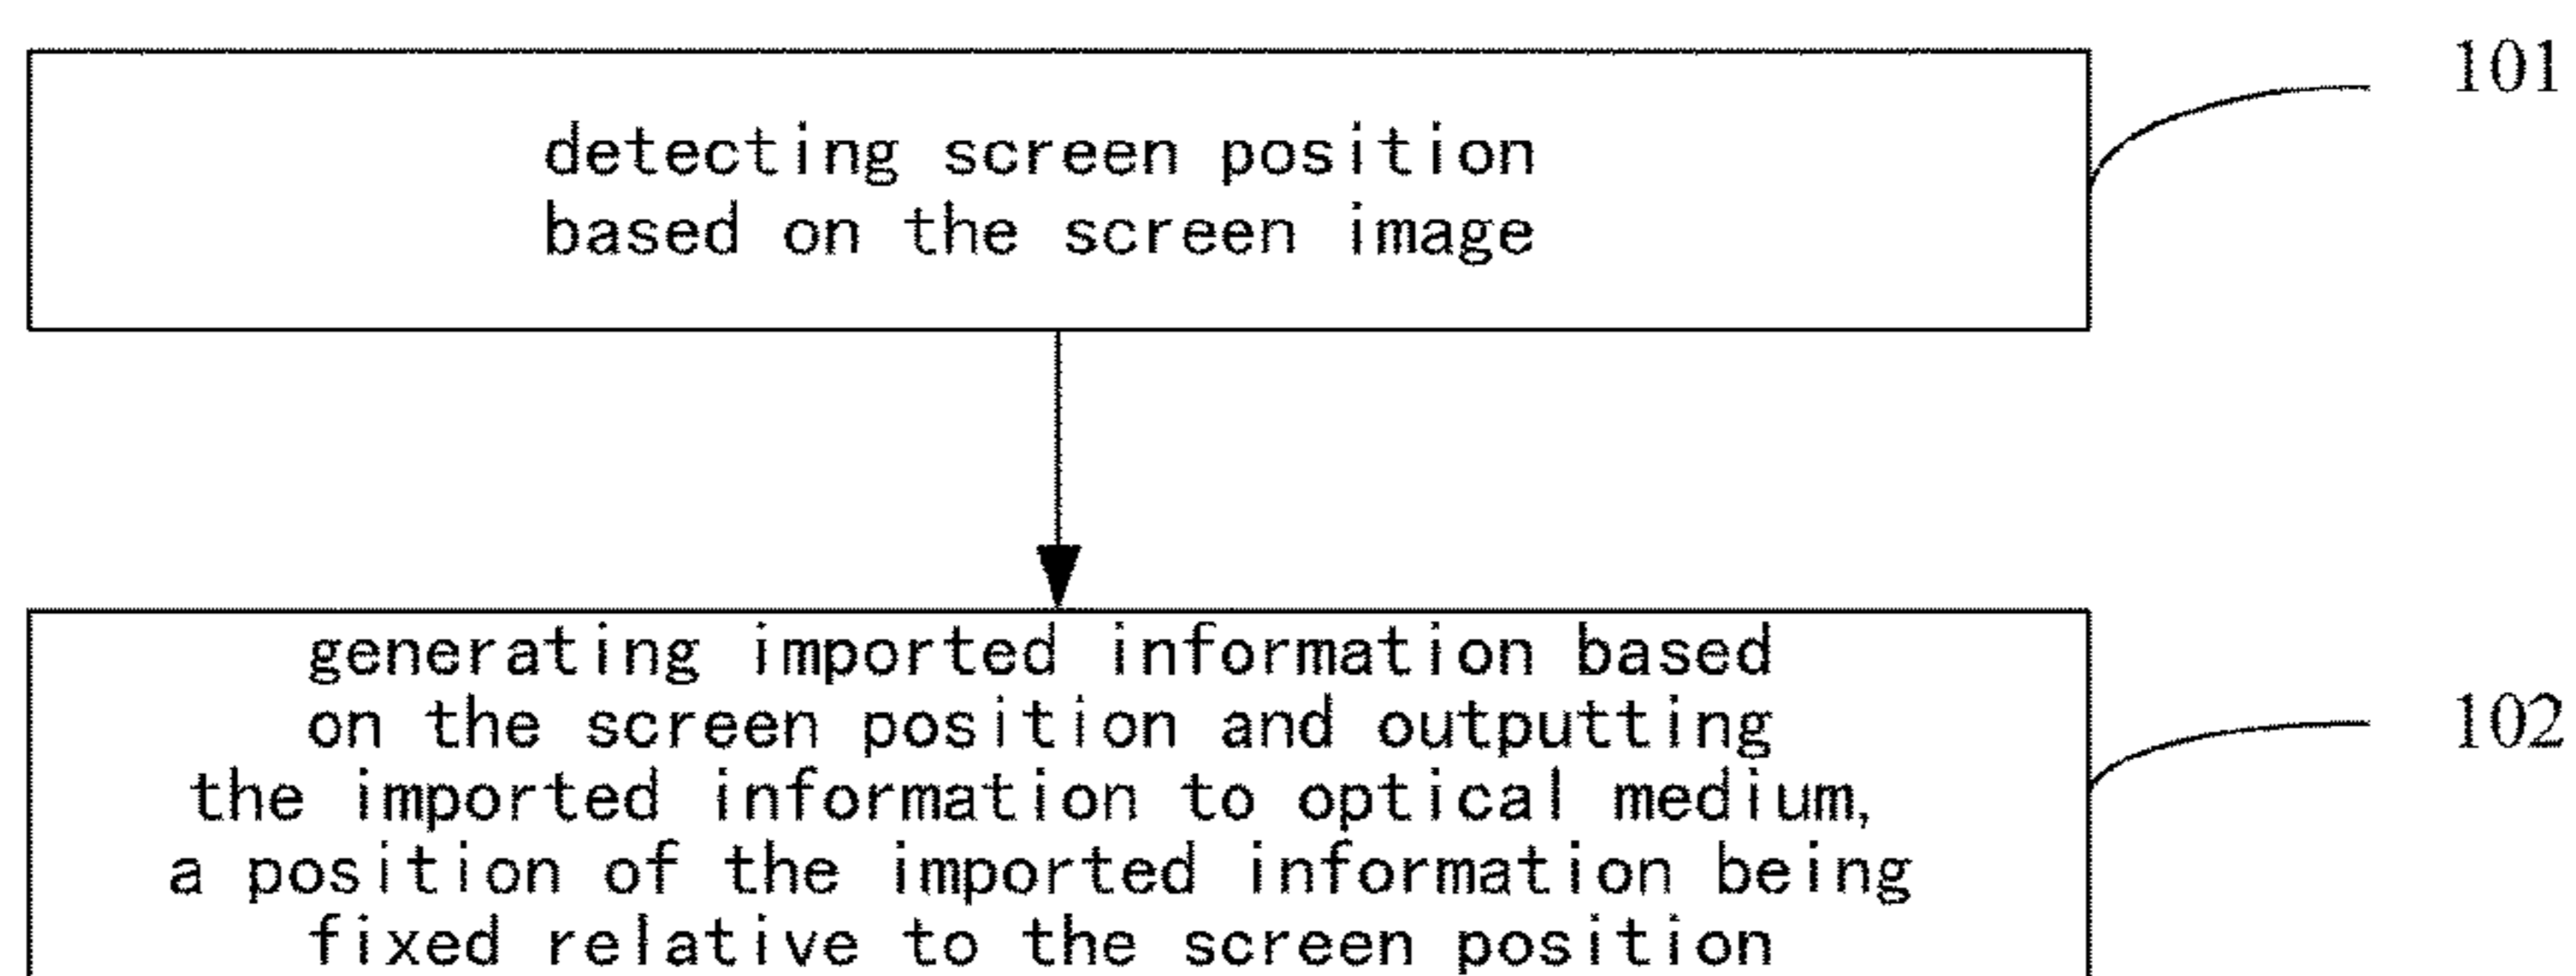 101
detecting screen position
based on the screen image
generating imported information based
on the screen position and outputting
102
the imported information to optical medium,
a position of the imported information being
fixed relative to the screen position